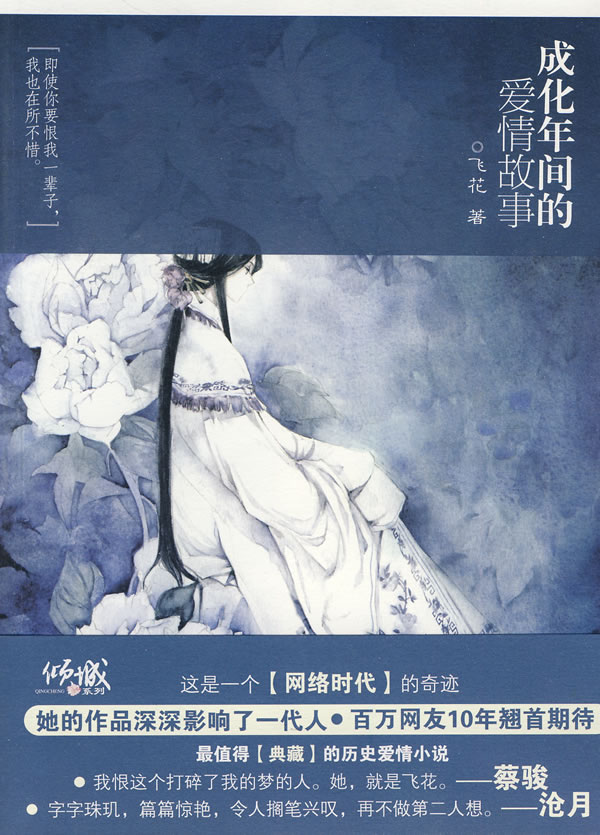 成化年间的
爱情故事
飞花 著
[即使你要恨我一辈子，
我也在所不惜。]
倾城
QINGCHENG 系列
这是一个【网络时代】的奇迹
她的作品深深影响了一代人●百万网友10年翘首期待
最值得【典藏】的历史爱情小说
● 我恨这个打碎了我的梦的人。她，就是飞花。——蔡骏
● 字字珠玑，篇篇惊艳，令人搁笔兴叹，再不做第二人想。——沧月